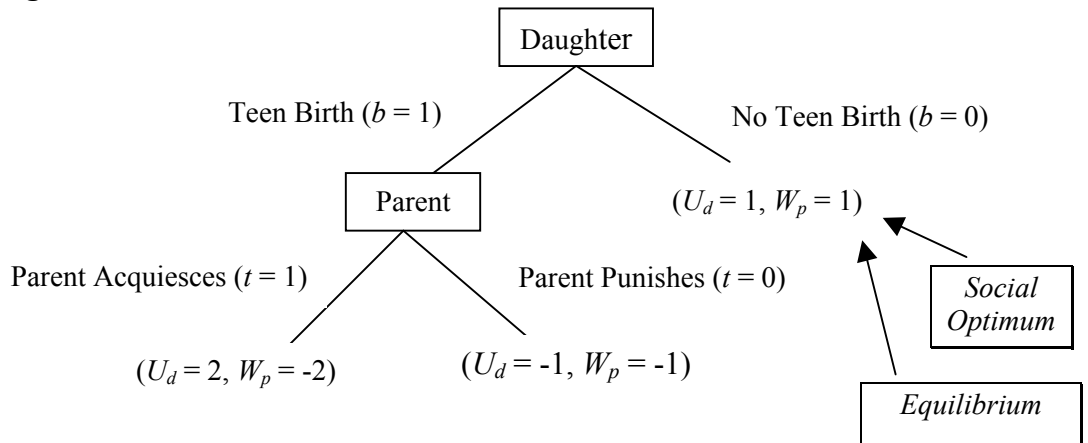 Daughter
Teen Birth (b = 1)
No Teen Birth (b = 0)
Parent
(U_d = 1, W_p = 1)
Parent Acquiesces (t = 1)
Parent Punishes (t = 0)
Social
Optimum
(U_d = 2, W_p = -2)
(U_d = -1, W_p = -1)
Equilibrium